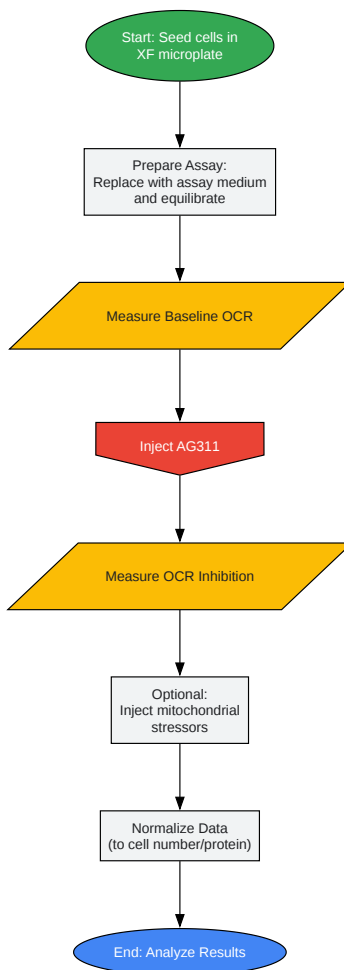 Start: Seed cells in
XF microplate
Prepare Assay:
Replace with assay medium
and equilibrate
Measure Baseline OCR
Inject AG311
Measure OCR Inhibition
Optional:
Inject mitochondrial
stressors
Normalize Data
(to cell number/protein)
End: Analyze Results